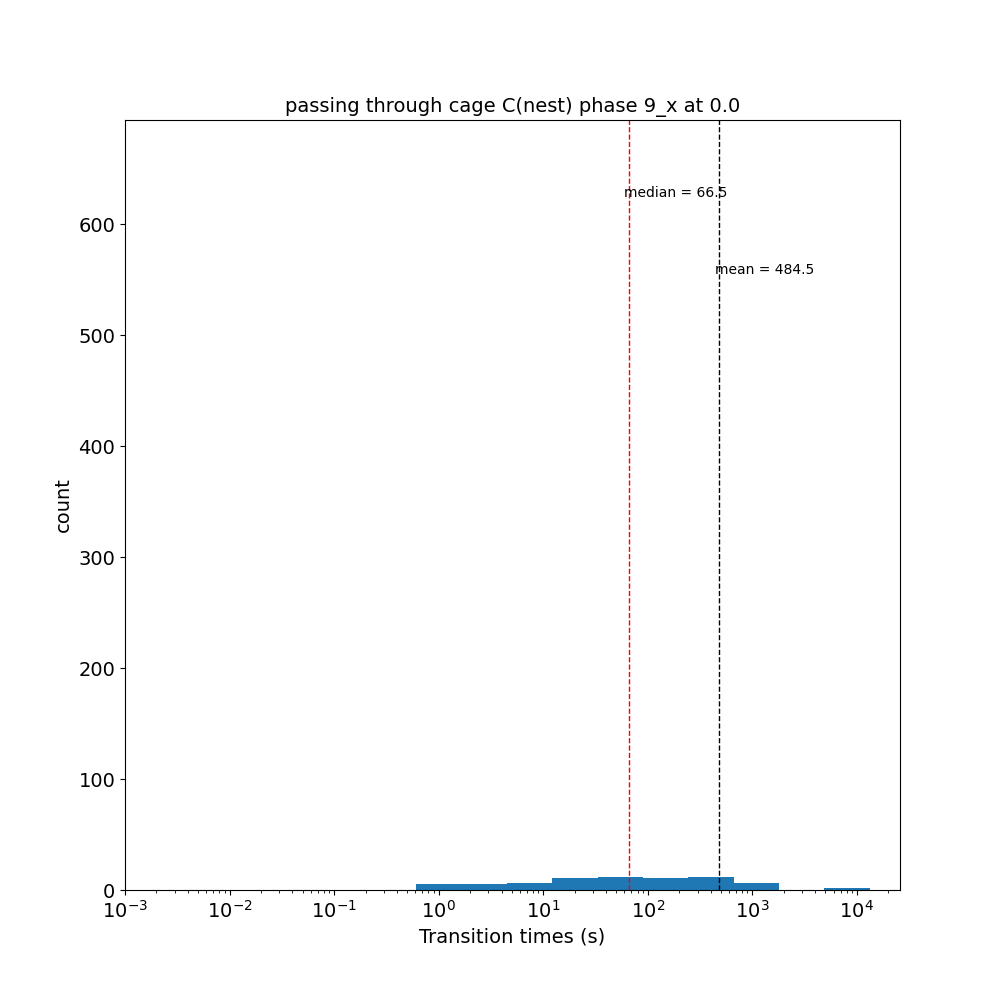 passing through cage C(nest) phase 9_x at 0.0
median = 66.5
mean = 484.5
600
500
400
300
200
100
0
count
10⁻³ 10⁻² 10⁻¹ 10⁰ 10¹ 10² 10³ 10⁴
Transition times (s)